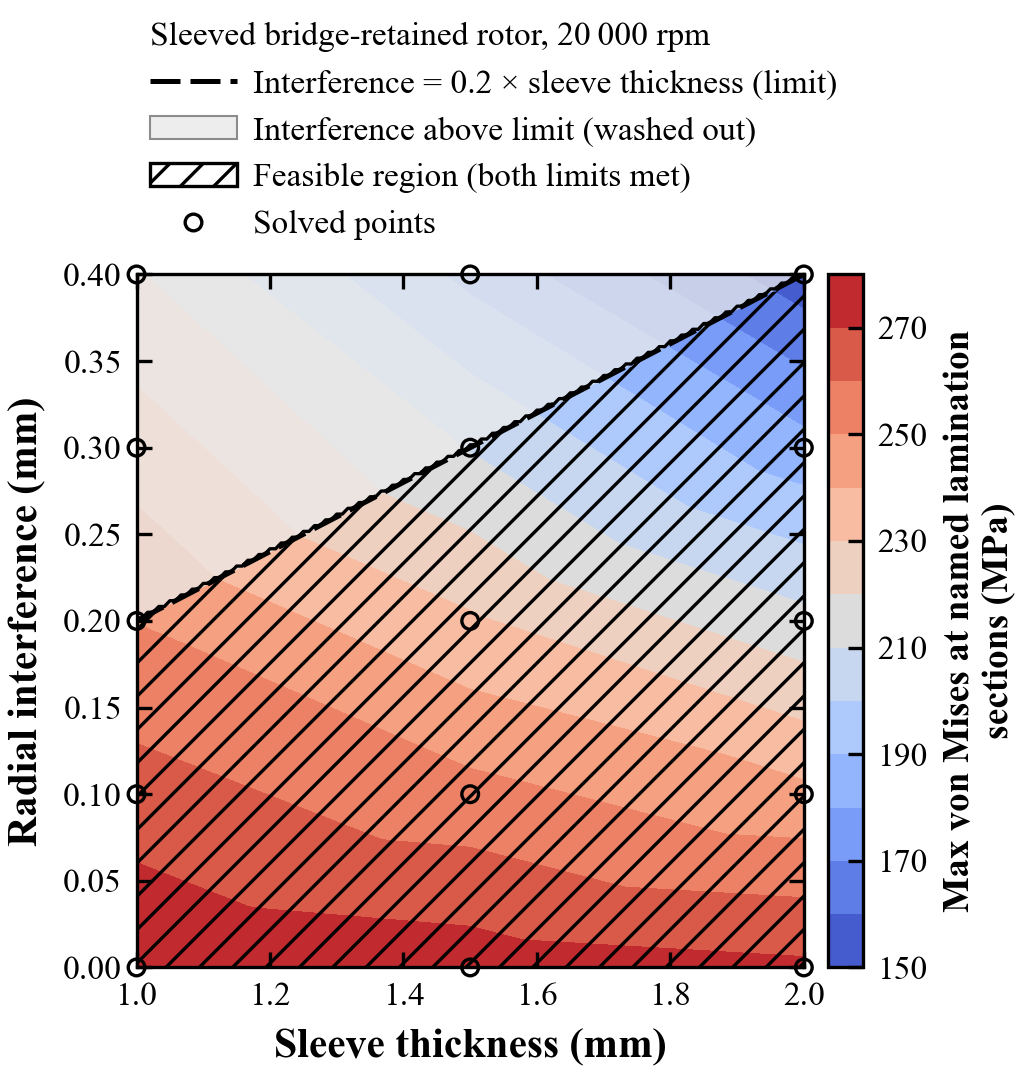 Sleeved bridge-retained rotor, 20 000 rpm
Interference = 0.2 × sleeve thickness (limit)
Interference above limit (washed out)
Feasible region (both limits met)
Solved points
0.40
0.35
0.30
0.25
0.20
0.15
0.10
0.05
0.00
Radial interference (mm)
1.0
1.2
1.4
1.6
1.8
2.0
Sleeve thickness (mm)
270
250
230
210
190
170
150
Max von Mises at named lamination
sections (MPa)